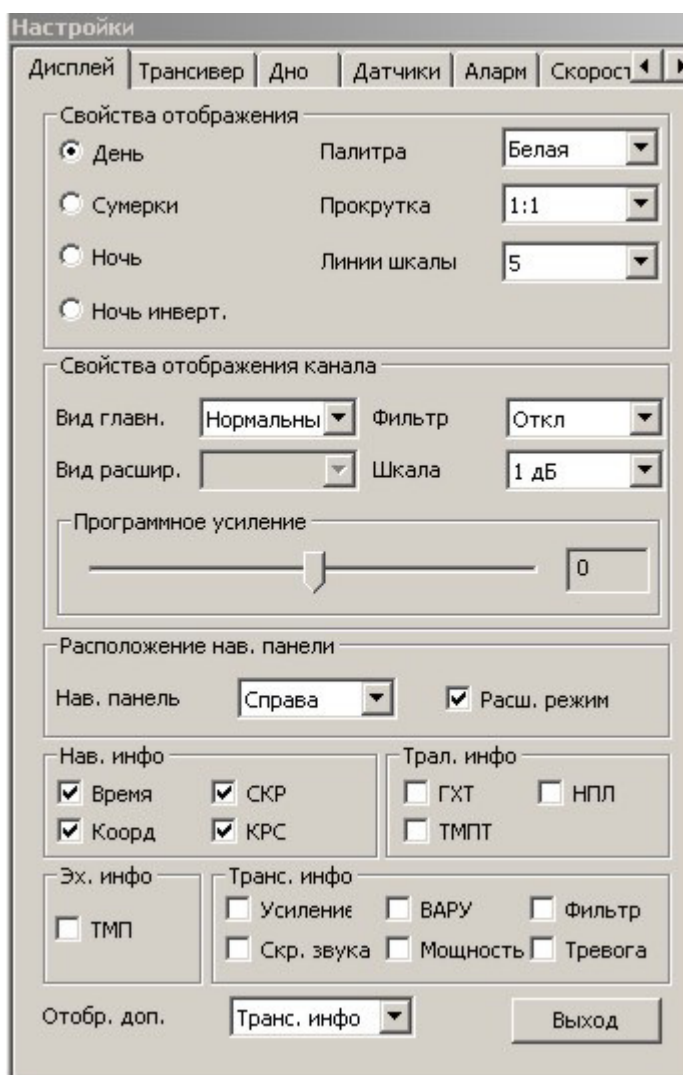 Настройки
Дисплей Трансивер Дно Датчики Аларм Скорост
Свойства отображения
День Палитра Белая
Сумерки Прокрутка 1:1
Ночь Линии шкалы 5
Ночь инверт.
Свойства отображения канала
Вид главн. Нормальны Фильтр Откл
Вид расшир. Шкала 1 дБ
Программное усиление
0
Расположение нав. панели
Нав. панель Справа Расш. режим
Нав. инфо Трал. инфо
Время СКР ГХТ НПЛ
Коорд КРС ТМПТ
Эх. инфо Транс. инфо
Усиление ВАРУ Фильтр
ТМП
Скр. звука Мощность Тревога
Отобр. доп. Транс. инфо Выход